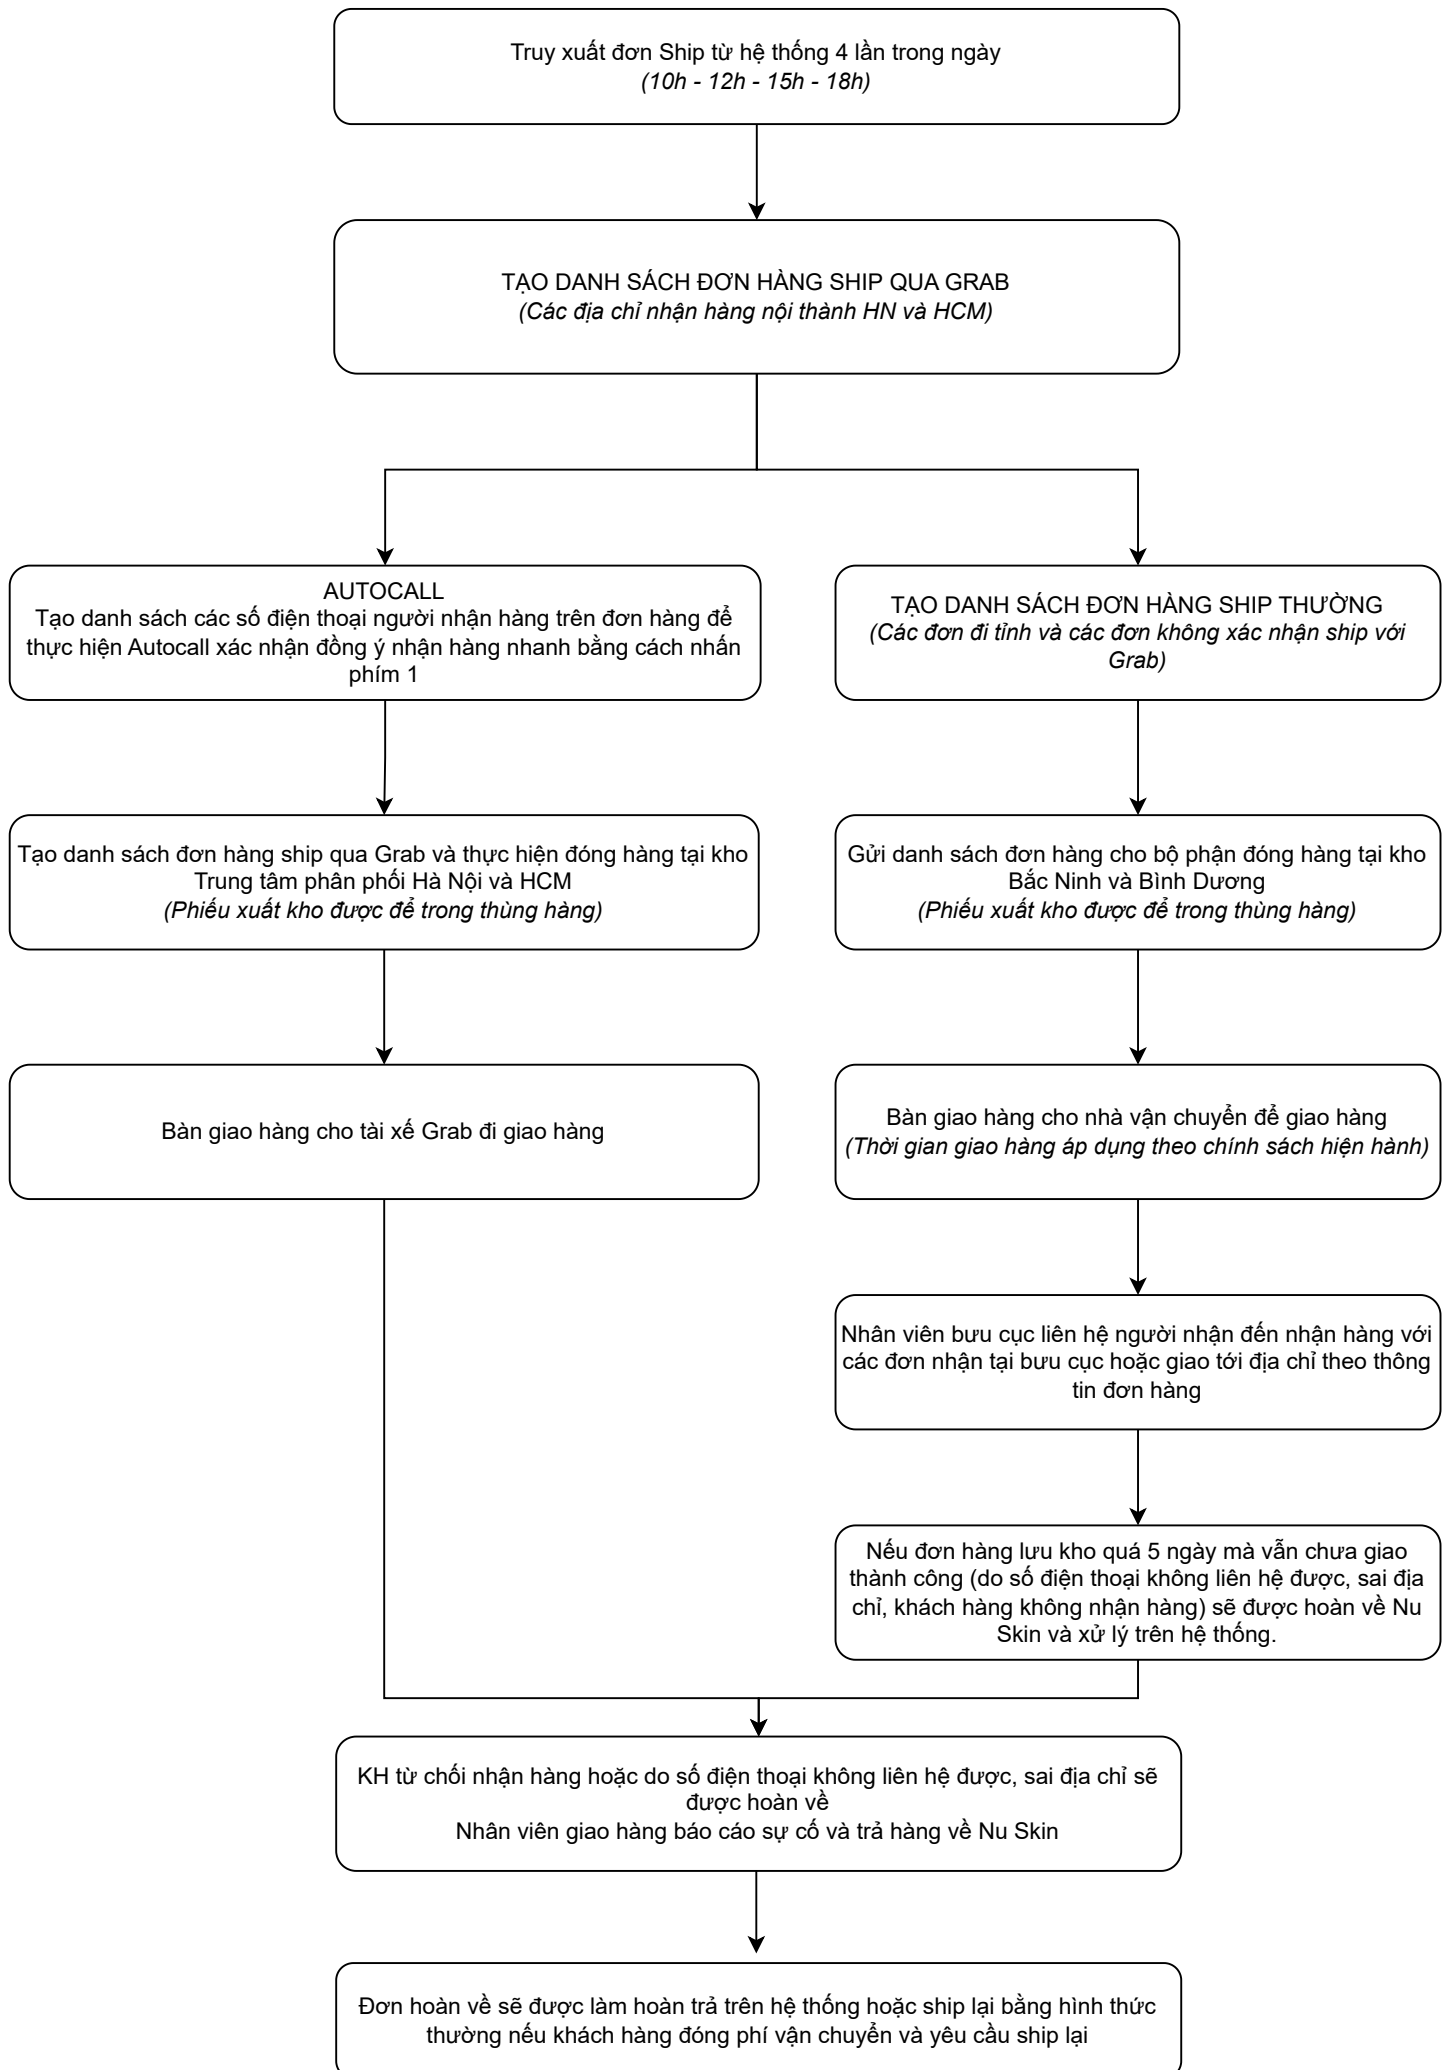 Truy xuất đơn Ship từ hệ thống 4 lần trong ngày
(10h - 12h - 15h - 18h)
TẠO DANH SÁCH ĐƠN HÀNG SHIP QUA GRAB
(Các địa chỉ nhận hàng nội thành HN và HCM)
AUTOCALL
Tạo danh sách các số điện thoại người nhận hàng trên đơn hàng để
thực hiện Autocall xác nhận đồng ý nhận hàng nhanh bằng cách nhấn
phím 1
TẠO DANH SÁCH ĐƠN HÀNG SHIP THƯỜNG
(Các đơn đi tỉnh và các đơn không xác nhận ship với
Grab)
Tạo danh sách đơn hàng ship qua Grab và thực hiện đóng hàng tại kho
Trung tâm phân phối Hà Nội và HCM
(Phiếu xuất kho được để trong thùng hàng)
Gửi danh sách đơn hàng cho bộ phận đóng hàng tại kho
Bắc Ninh và Bình Dương
(Phiếu xuất kho được để trong thùng hàng)
Bàn giao hàng cho tài xế Grab đi giao hàng
Bàn giao hàng cho nhà vận chuyển để giao hàng
(Thời gian giao hàng áp dụng theo chính sách hiện hành)
Nhân viên bưu cục liên hệ người nhận đến nhận hàng với
các đơn nhận tại bưu cục hoặc giao tới địa chỉ theo thông
tin đơn hàng
Nếu đơn hàng lưu kho quá 5 ngày mà vẫn chưa giao
thành công (do số điện thoại không liên hệ được, sai địa
chỉ, khách hàng không nhận hàng) sẽ được hoàn về Nu
Skin và xử lý trên hệ thống.
KH từ chối nhận hàng hoặc do số điện thoại không liên hệ được, sai địa chỉ sẽ
được hoàn về
Nhân viên giao hàng báo cáo sự cố và trả hàng về Nu Skin
Đơn hoàn về sẽ được làm hoàn trả trên hệ thống hoặc ship lại bằng hình thức
thường nếu khách hàng đóng phí vận chuyển và yêu cầu ship lại